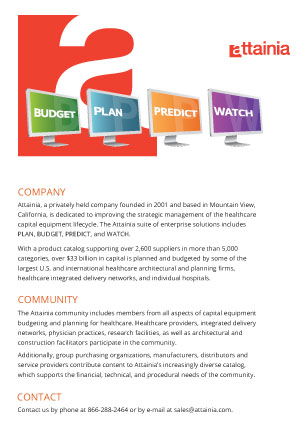 attainia
BUDGET
PLAN
PREDICT
WATCH
COMPANY
Attainia, a privately held company founded in 2001 and based in Mountain View,
California, is dedicated to improving the strategic management of the healthcare
capital equipment lifecycle. The Attainia suite of enterprise solutions includes
PLAN, BUDGET, PREDICT, and WATCH.
With a product catalog supporting over 2,600 suppliers in more than 5,000
categories, over $33 billion in capital is planned and budgeted by some of the
largest U.S. and international healthcare architectural and planning firms,
healthcare integrated delivery networks, and individual hospitals.
COMMUNITY
The Attainia community includes members from all aspects of capital equipment
budgeting and planning for healthcare. Healthcare providers, integrated delivery
networks, physician practices, research facilities, as well as architectural and
construction facilitators participate in the community.
Additionally, group purchasing organizations, manufacturers, distributors and
service providers contribute consent to Attainia's increasingly diverse catalog,
which supports the financial, technical, and procedural needs of the community.
CONTACT
Contact us by phone at 866-288-2464 or by e-mail at sales@attainia.com.